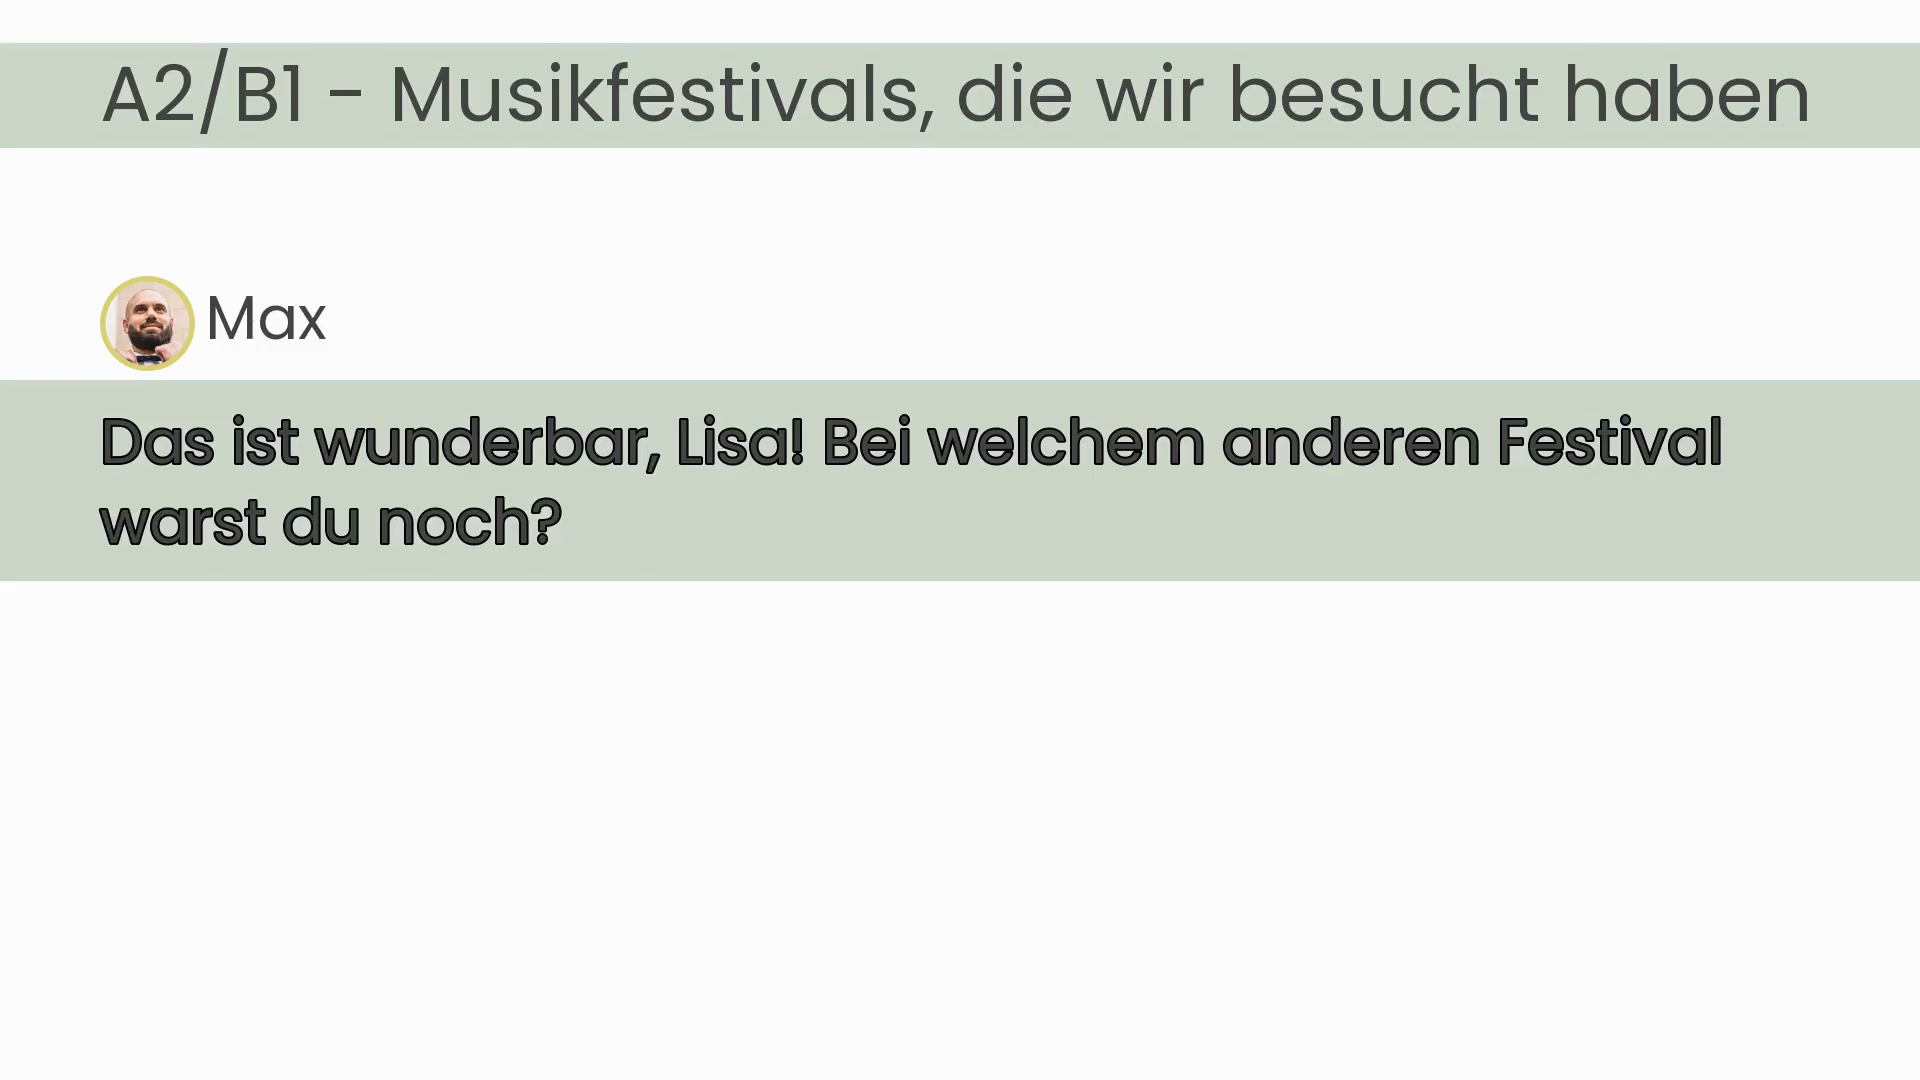 A2/B1 - Musikfestivals, die wir besucht haben
Max
Das ist wunderbar, Lisa! Bei welchem anderen Festival
warst du noch?